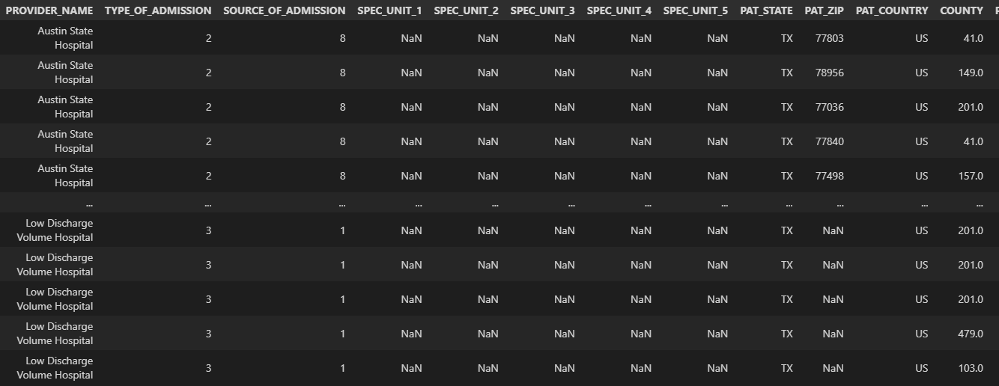 PROVIDER_NAME TYPE_OF_ADMISSION SOURCE_OF_ADMISSION SPEC_UNIT_1 SPEC_UNIT_2 SPEC_UNIT_3 SPEC_UNIT_4 SPEC_UNIT_5 PAT_STATE PAT_ZIP PAT_COUNTRY COUNTY
Austin State
Hospital 2 8 NaN NaN NaN NaN NaN TX 77803 US 41.0
Austin State
Hospital 2 8 NaN NaN NaN NaN NaN TX 78956 US 149.0
Austin State
Hospital 2 8 NaN NaN NaN NaN NaN TX 77036 US 201.0
Austin State
Hospital 2 8 NaN NaN NaN NaN NaN TX 77840 US 41.0
Austin State
Hospital 2 8 NaN NaN NaN NaN NaN TX 77498 US 157.0
... ... ... ... ... ... ... ... ... ... ... ...
Low Discharge
Volume Hospital 3 1 NaN NaN NaN NaN NaN TX NaN US 201.0
Low Discharge
Volume Hospital 3 1 NaN NaN NaN NaN NaN TX NaN US 201.0
Low Discharge
Volume Hospital 3 1 NaN NaN NaN NaN NaN TX NaN US 201.0
Low Discharge
Volume Hospital 3 1 NaN NaN NaN NaN NaN TX NaN US 479.0
Low Discharge
Volume Hospital 3 1 NaN NaN NaN NaN NaN TX NaN US 103.0